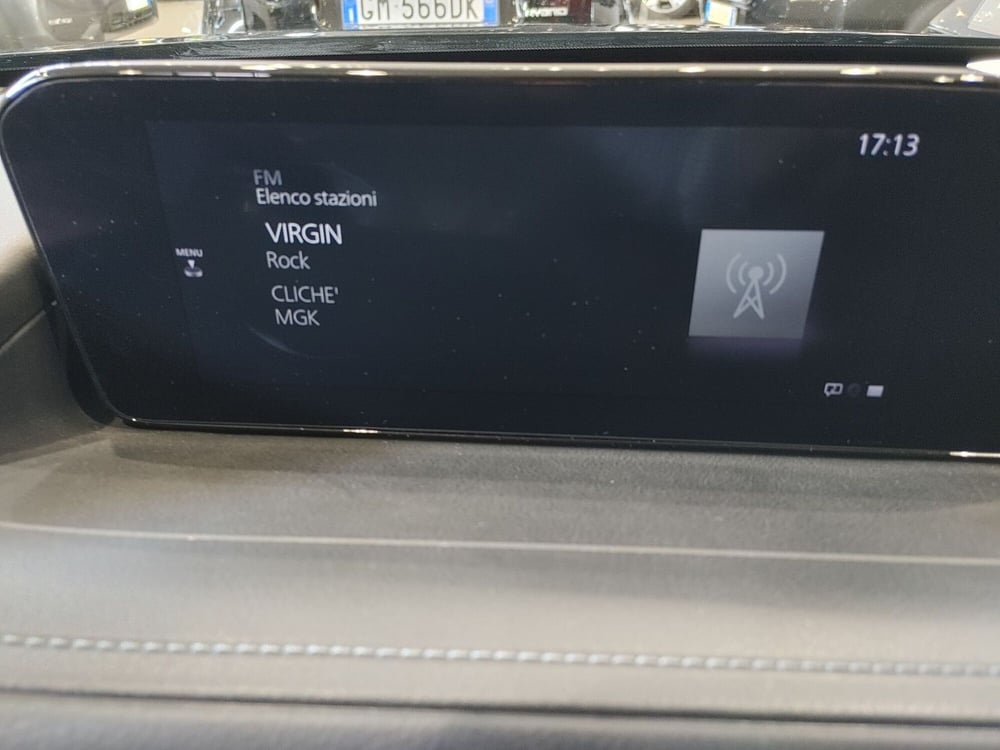 GM 566DK
17:13
FM
Elenco stazioni
VIRGIN
Rock
MENU
CLICHE'
MGK